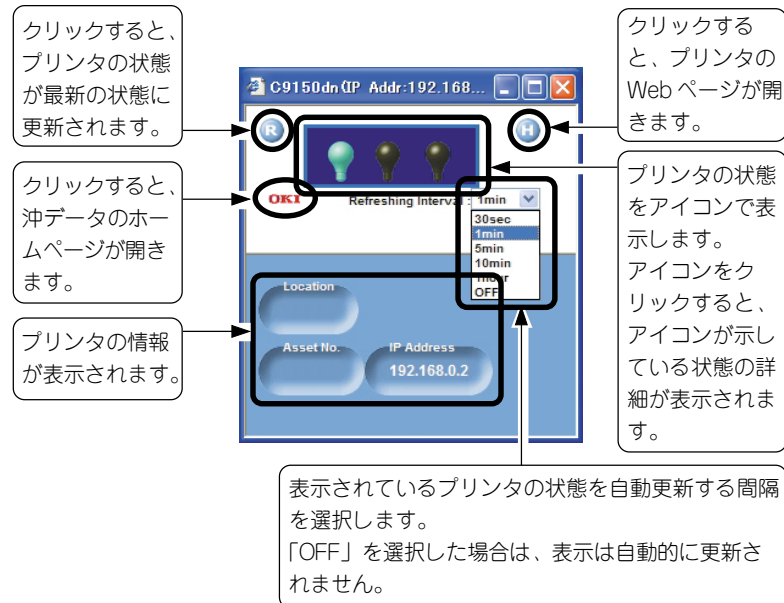 クリックすると、
プリンタの状態
が最新の状態に
更新されます。
クリックすると、
沖データのホー
ムページが開き
ます。
プリンタの情報
が表示されます。
C9150dn(IP Addr:192.168...
R
H
OKI
Refreshing Interval : 1min
30sec
1min
5min
10min
1hour
OFF
Location
Asset No.
IP Address
192.168.0.2
クリックする
と、プリンタの
Web ページが開
きます。
プリンタの状態
をアイコンで表
示します。
アイコンをク
リックすると、
アイコンが示し
ている状態の詳
細が表示されま
す。
表示されているプリンタの状態を自動更新する間隔
を選択します。
「OFF」を選択した場合は、表示は自動的に更新さ
れません。